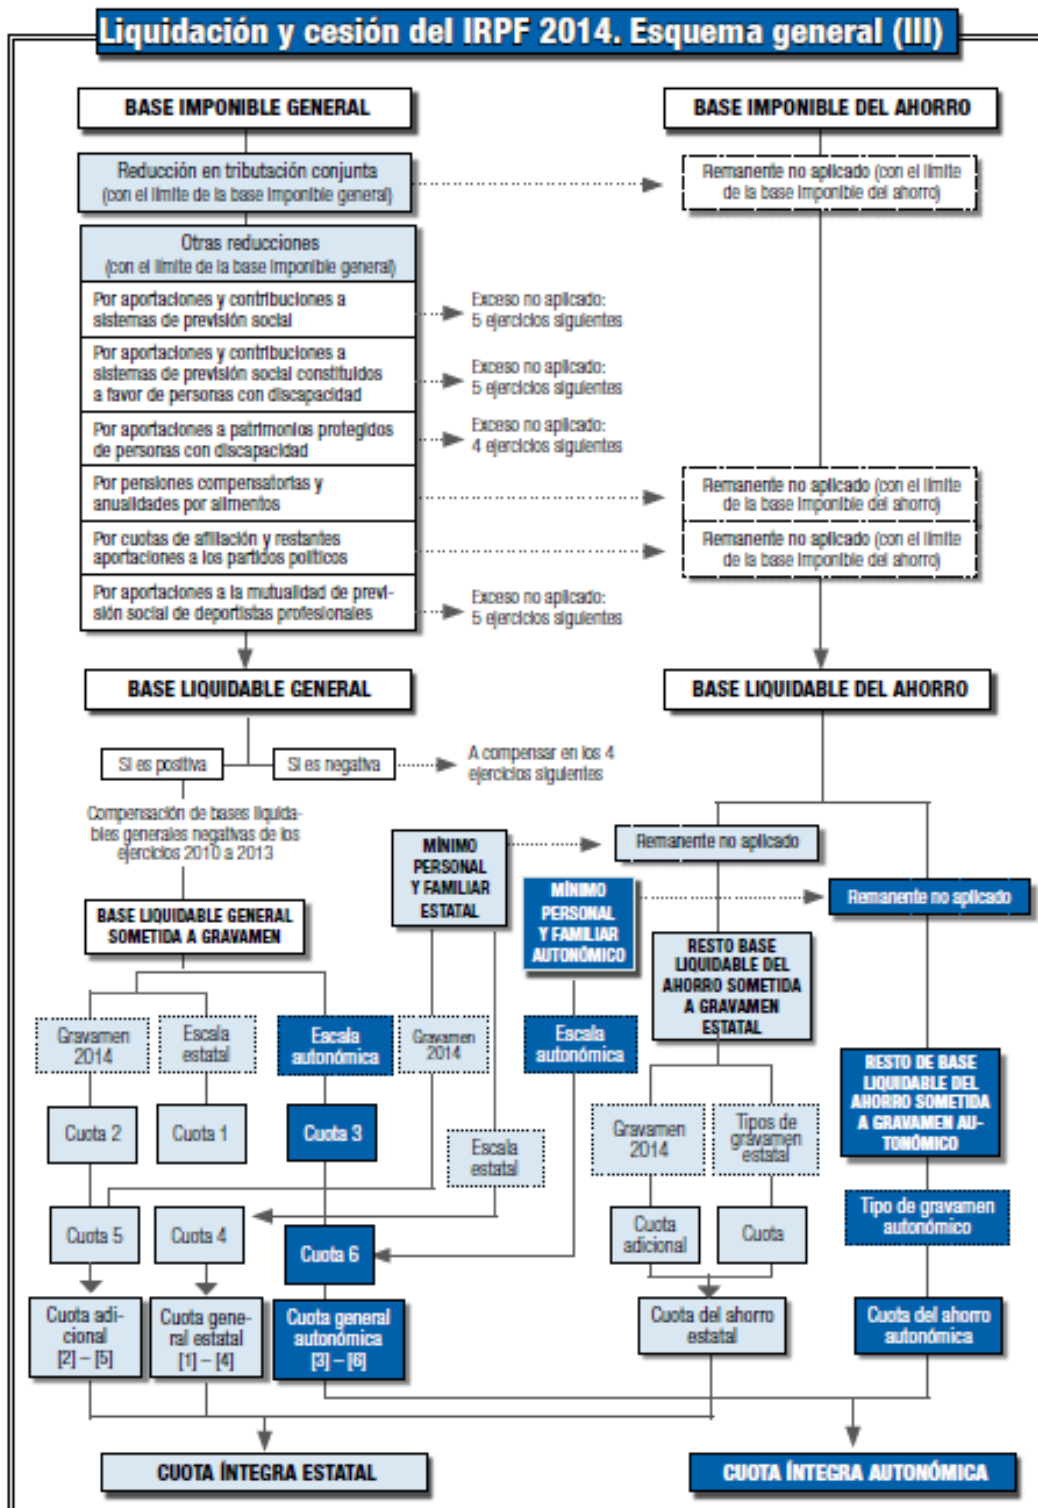 Liquidación y cesión del IRPF 2014. Esquema general (III)
BASE IMPONIBLE GENERAL
BASE IMPONIBLE DEL AHORRO
Reducción en tributación conjunta
(con el límite de la base imponible general)
Remanente no aplicado (con el límite
de la base imponible del ahorro)
Otras reducciones
(con el límite de la base imponible general)
Por aportaciones y contribuciones a
sistemas de previsión social
Exceso no aplicado:
5 ejercicios siguientes
Por aportaciones y contribuciones a
sistemas de previsión social constituidos
a favor de personas con discapacidad
Exceso no aplicado:
5 ejercicios siguientes
Por aportaciones a patrimonios protegidos
de personas con discapacidad
Exceso no aplicado:
4 ejercicios siguientes
Por pensiones compensatorias y
anualidades por alimentos
Remanente no aplicado (con el límite
de la base imponible del ahorro)
Por cuotas de afiliación y restantes
aportaciones a los partidos políticos
Remanente no aplicado (con el límite
de la base imponible del ahorro)
Por aportaciones a la mutualidad de previ-
sión social de deportistas profesionales
Exceso no aplicado:
5 ejercicios siguientes
BASE LIQUIDABLE GENERAL
BASE LIQUIDABLE DEL AHORRO
Si es positiva
Si es negativa
A compensar en los 4
ejercicios siguientes
Compensación de bases liquida-
bles generales negativas de los
ejercicios 2010 a 2013
MÍNIMO
PERSONAL
Y FAMILIAR
ESTATAL
Remanente no aplicado
MÍNIMO
PERSONAL
Y FAMILIAR
AUTONÓMICO
Remanente no aplicado
BASE LIQUIDABLE GENERAL
SOMETIDA A GRAVAMEN
RESTO BASE
LIQUIDABLE DEL
AHORRO SOMETIDA
A GRAVAMEN
ESTATAL
Gravamen
2014
Escala
estatal
Escala
autonómica
Gravamen
2014
Escala
autonómica
RESTO DE BASE
LIQUIDABLE DEL
AHORRO SOMETIDA
A GRAVAMEN AU-
TONÓMICO
Cuota 2
Cuota 1
Cuota 3
Escala
estatal
Gravamen
2014
Tipos de
gravamen
estatal
Cuota 5
Cuota 4
Cuota 6
Cuota
adicional
Cuota
Tipo de gravamen
autonómico
Cuota adi-
cional
[2] – [5]
Cuota gene-
ral estatal
[1] – [4]
Cuota general
autonómica
[3] – [6]
Cuota del ahorro
estatal
Cuota del ahorro
autonómica
CUOTA ÍNTEGRA ESTATAL
CUOTA ÍNTEGRA AUTONÓMICA